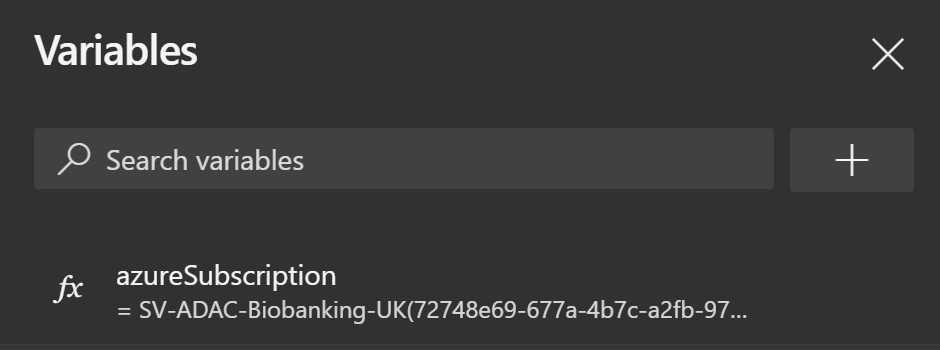 Variables
Search variables
fx
azureSubscription
= SV-ADAC-Biobanking-UK(72748e69-677a-4b7c-a2fb-97...